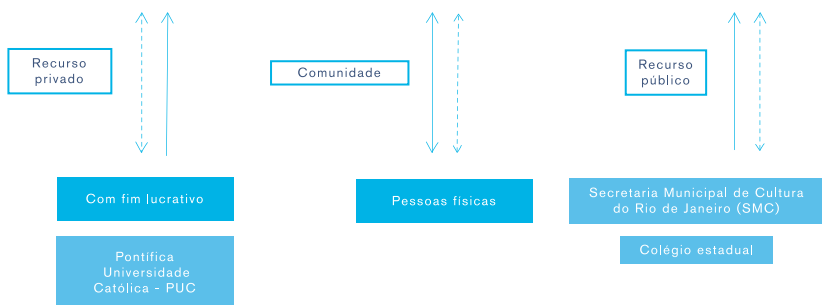 Recurso
privado
Comunidade
Recurso
público
Com fim lucrativo
Pessoas físicas
Secretaria Municipal de Cultura
do Rio de Janeiro (SMC)
Pontífica
Universidade
Católica - PUC
Colégio estadual